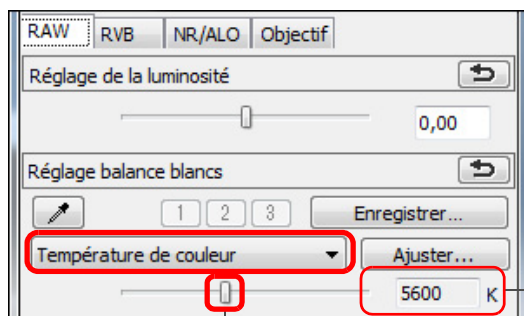 RAW RVB NR/ALO Objectif
Réglage de la luminosité
0,00
Réglage balance blancs
1 2 3 Enregistrer...
Température de couleur Ajuster...
5600 K